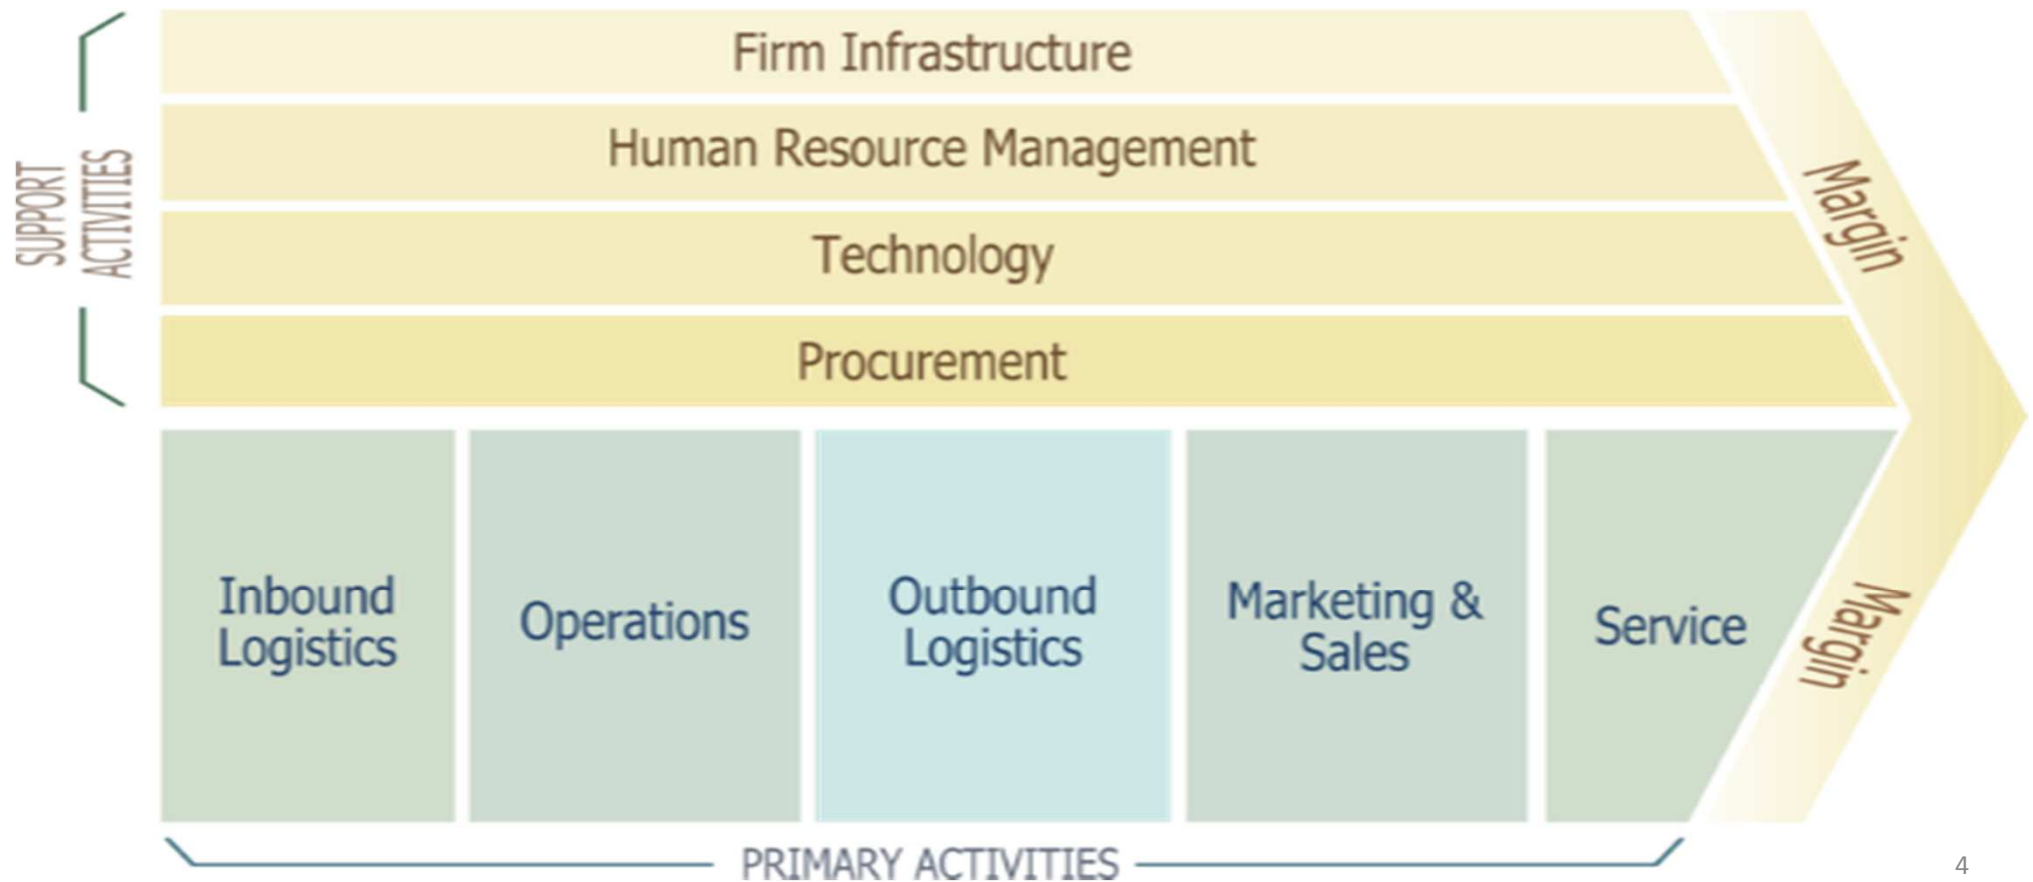 Firm Infrastructure
Human Resource Management
Technology
Procurement
SUPPORT
ACTIVITIES
Margin
Inbound
Logistics
Operations
Outbound
Logistics
Marketing &
Sales
Service
Margin
PRIMARY ACTIVITIES
4